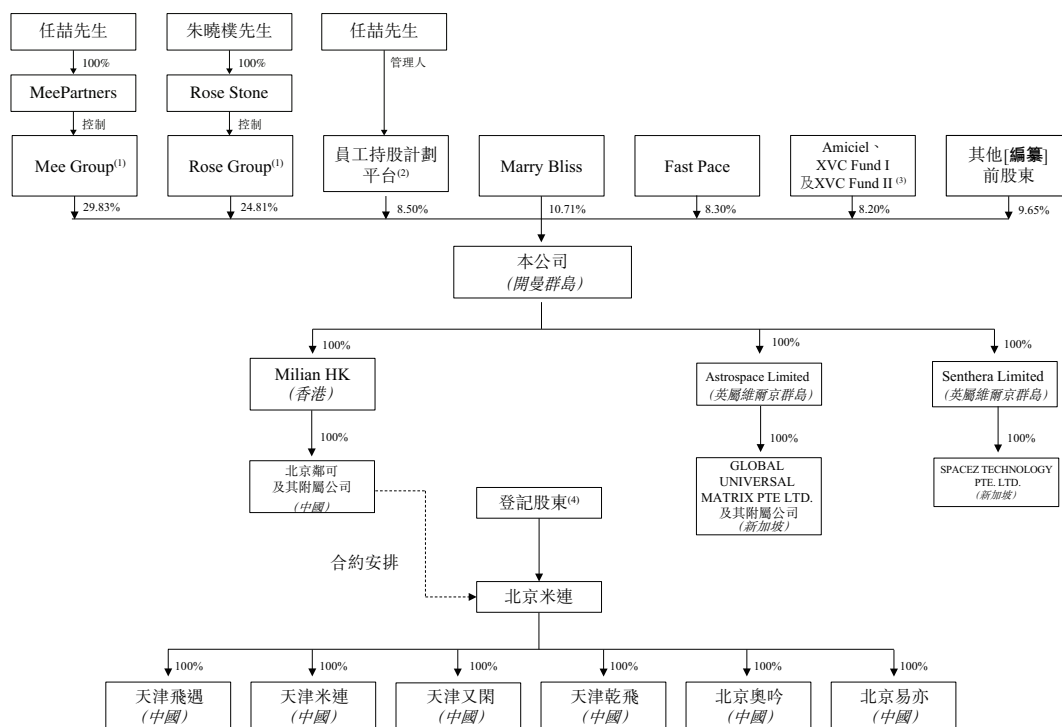 任喆先生
朱曉樸先生
任喆先生
100%
100%
管理人
MeePartners
Rose Stone
控制
控制
Mee Group(1)
Rose Group(1)
員工持股計劃
平台(2)
Marry Bliss
Fast Pace
Amiciel、
XVC Fund I
及XVC Fund II (3)
其他[編纂]
前股東
29.83%
24.81%
8.50%
10.71%
8.30%
8.20%
9.65%
本公司
(開曼群島)
100%
100%
100%
Milian HK
(香港)
Astrospace Limited
(英屬維爾京群島)
Senthera Limited
(英屬維爾京群島)
100%
100%
100%
北京鄰可
及其附屬公司
(中國)
GLOBAL
UNIVERSAL
MATRIX PTE LTD.
及其附屬公司
(新加坡)
SPACEZ TECHNOLOGY
PTE. LTD.
(新加坡)
登記股東(4)
合約安排
北京米連
100%
100%
100%
100%
100%
100%
天津飛遇
(中國)
天津米連
(中國)
天津又閑
(中國)
天津乾飛
(中國)
北京奧吟
(中國)
北京易亦
(中國)